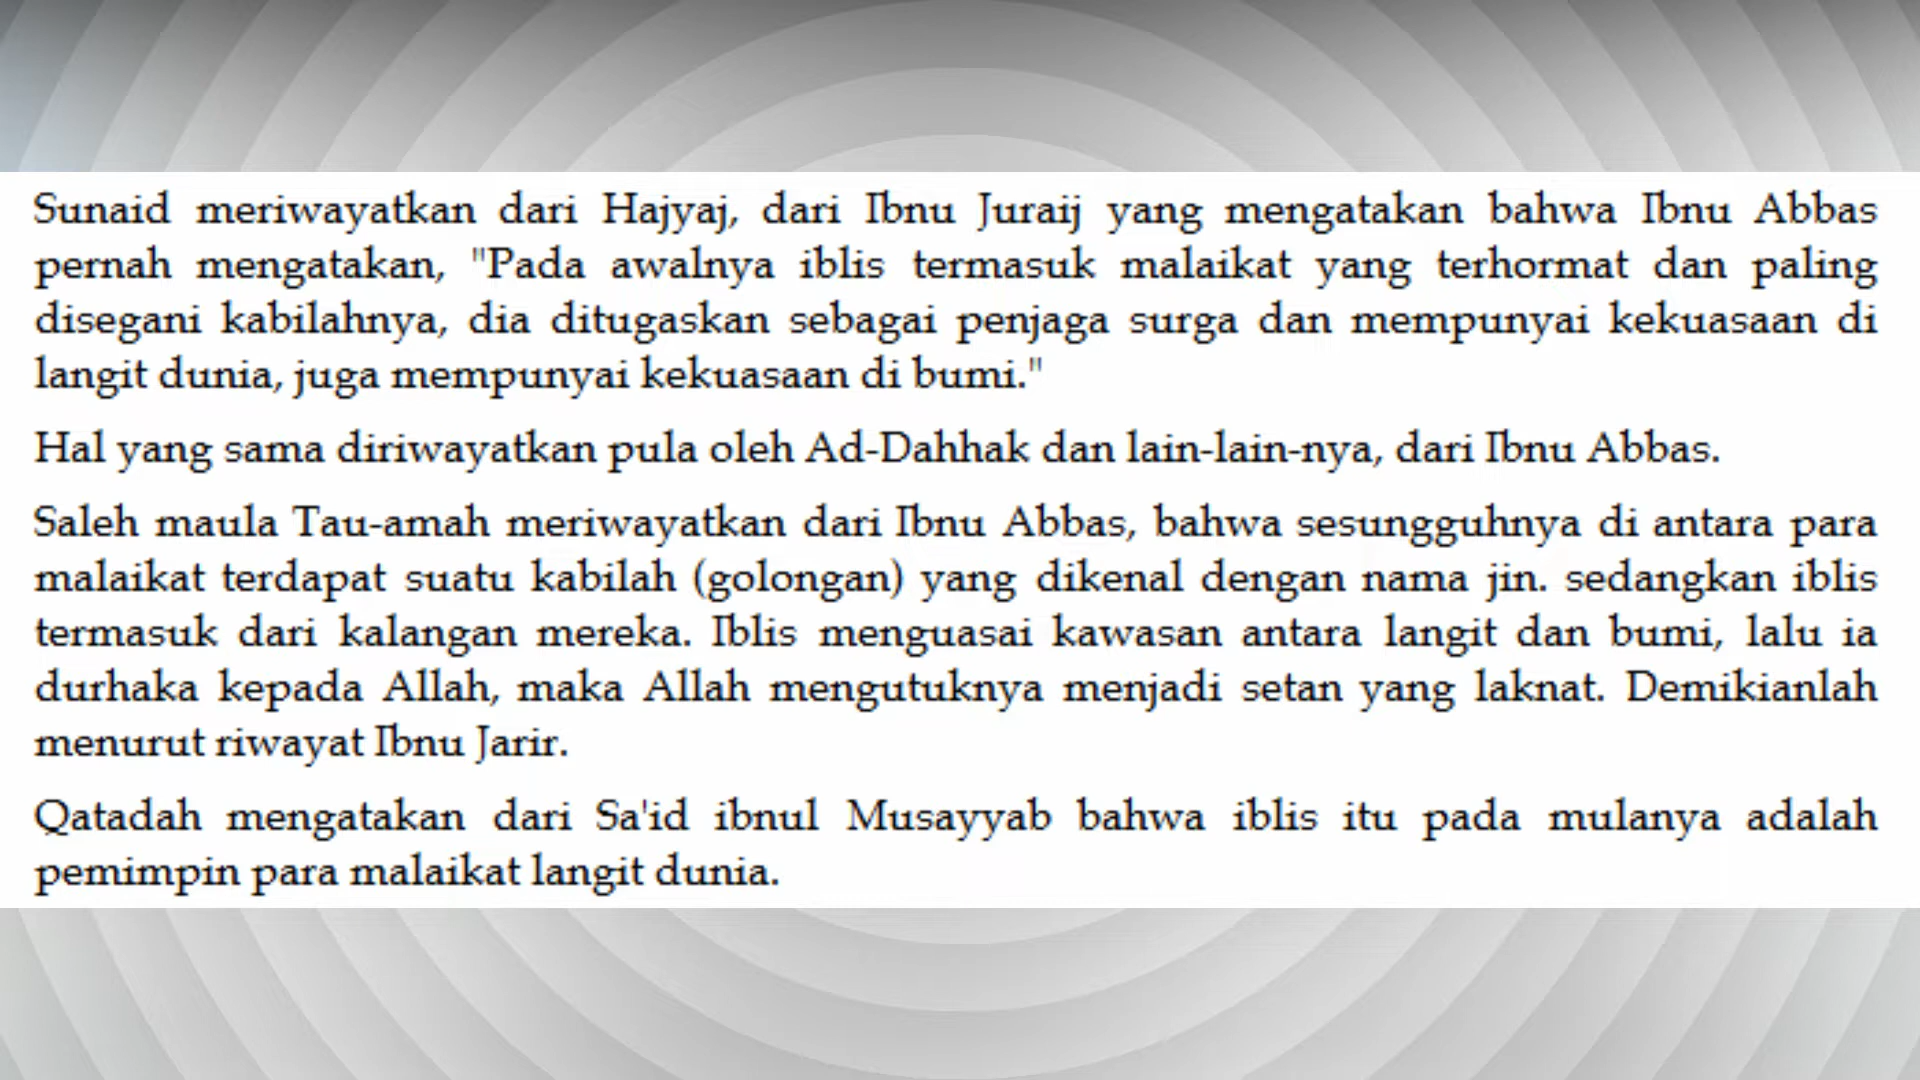 Sunaid meriwayatkan dari Hajyaj, dari Ibnu Juraij yang mengatakan bahwa Ibnu Abbas
pernah mengatakan, "Pada awalnya iblis termasuk malaikat yang terhormat dan paling
disegani kabilahnya, dia ditugaskan sebagai penjaga surga dan mempunyai kekuasaan di
langit dunia, juga mempunyai kekuasaan di bumi."
Hal yang sama diriwayatkan pula oleh Ad-Dahhak dan lain-lain-nya, dari Ibnu Abbas.
Saleh maula Tau-amah meriwayatkan dari Ibnu Abbas, bahwa sesungguhnya di antara para
malaikat terdapat suatu kabilah (golongan) yang dikenal dengan nama jin. sedangkan iblis
termasuk dari kalangan mereka. Iblis menguasai kawasan antara langit dan bumi, lalu ia
durhaka kepada Allah, maka Allah mengutuknya menjadi setan yang laknat. Demikianlah
menurut riwayat Ibnu Jarir.
Qatadah mengatakan dari Sa'id ibnul Musayyab bahwa iblis itu pada mulanya adalah
pemimpin para malaikat langit dunia.